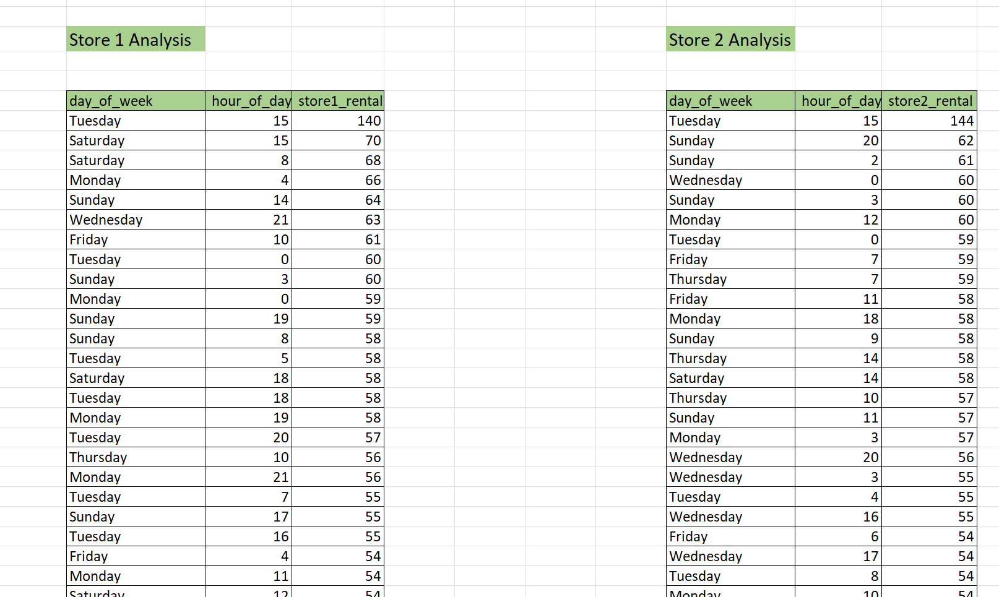 Store 1 Analysis Store 2 Analysis
day_of_week hour_of_day store1_rental day_of_week hour_of_day store2_rental
Tuesday 15 140 Tuesday 15 144
Saturday 15 70 Sunday 20 62
Saturday 8 68 Sunday 2 61
Monday 4 66 Wednesday 0 60
Sunday 14 64 Sunday 3 60
Wednesday 21 63 Monday 12 60
Friday 10 61 Tuesday 0 59
Tuesday 0 60 Friday 7 59
Sunday 3 60 Thursday 7 59
Monday 0 59 Friday 11 58
Sunday 19 59 Monday 18 58
Sunday 8 58 Sunday 9 58
Tuesday 5 58 Thursday 14 58
Saturday 18 58 Saturday 14 58
Tuesday 18 58 Thursday 10 57
Monday 19 58 Sunday 11 57
Tuesday 20 57 Monday 3 57
Thursday 10 56 Wednesday 20 56
Monday 21 56 Wednesday 3 55
Tuesday 7 55 Tuesday 4 55
Sunday 17 55 Wednesday 16 55
Tuesday 16 55 Friday 6 54
Friday 4 54 Wednesday 17 54
Monday 11 54 Tuesday 8 54
Saturday 12 54 Monday 10 54